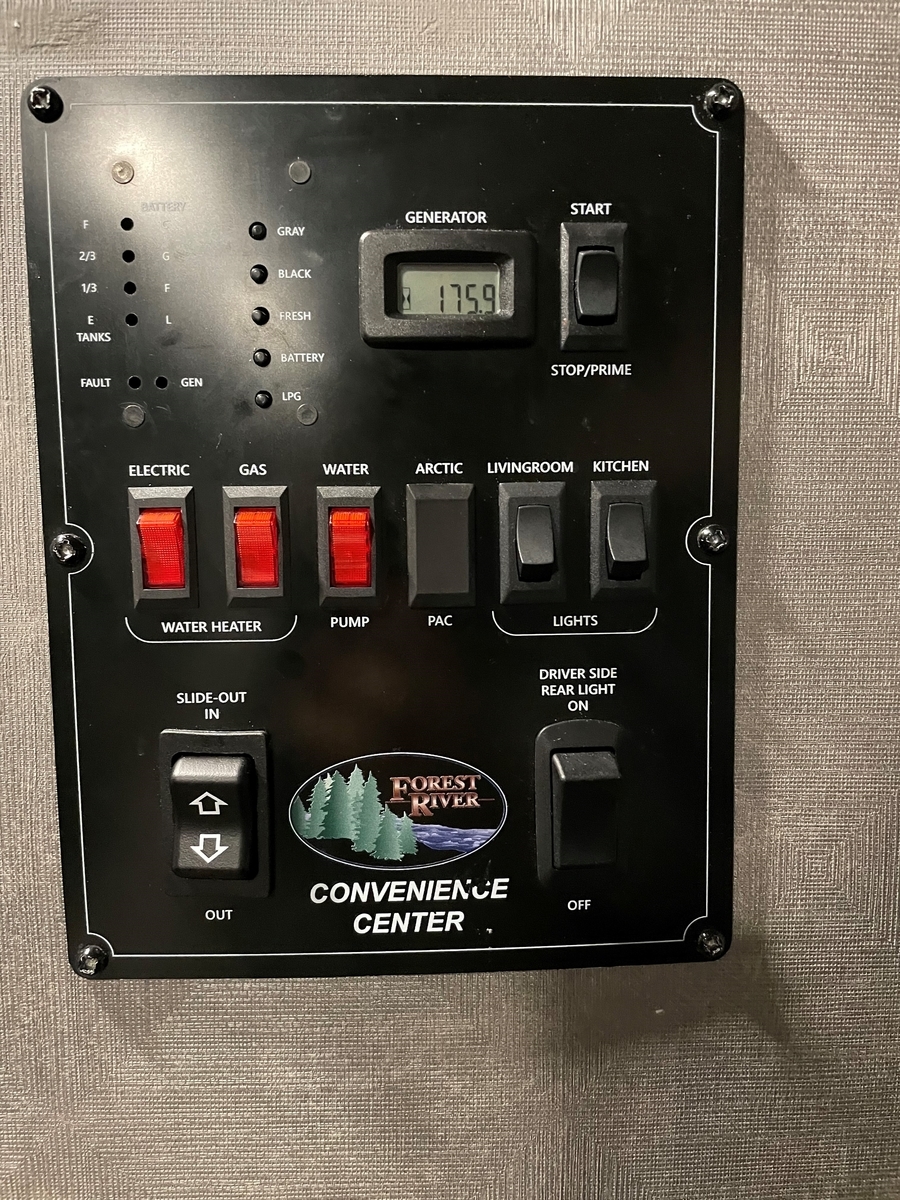 BATTERY
F
2/3
G
1/3
F
E
L
TANKS
FAULT
GEN
GRAY
BLACK
FRESH
BATTERY
LPG
GENERATOR
175.9
START
STOP/PRIME
ELECTRIC
GAS
WATER HEATER
WATER
PUMP
ARCTIC
PAC
LIVINGROOM
KITCHEN
LIGHTS
SLIDE-OUT
IN
OUT
FOREST
RIVER
CONVENIENCE
CENTER
DRIVER SIDE
REAR LIGHT
ON
OFF